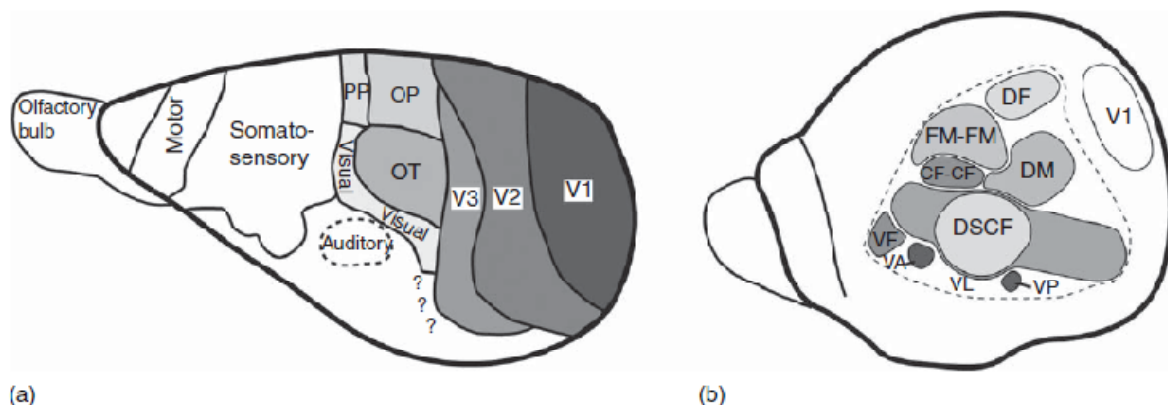 Olfactory
bulb
Motor
Somato-
sensory
PP
OP
Visual
OT
Visual
Auditory
V3
V2
V1
?
?
?
(a)
DF
V1
FM-FM
CF-CF
DM
DSCF
VF
VA
VL
VP
(b)